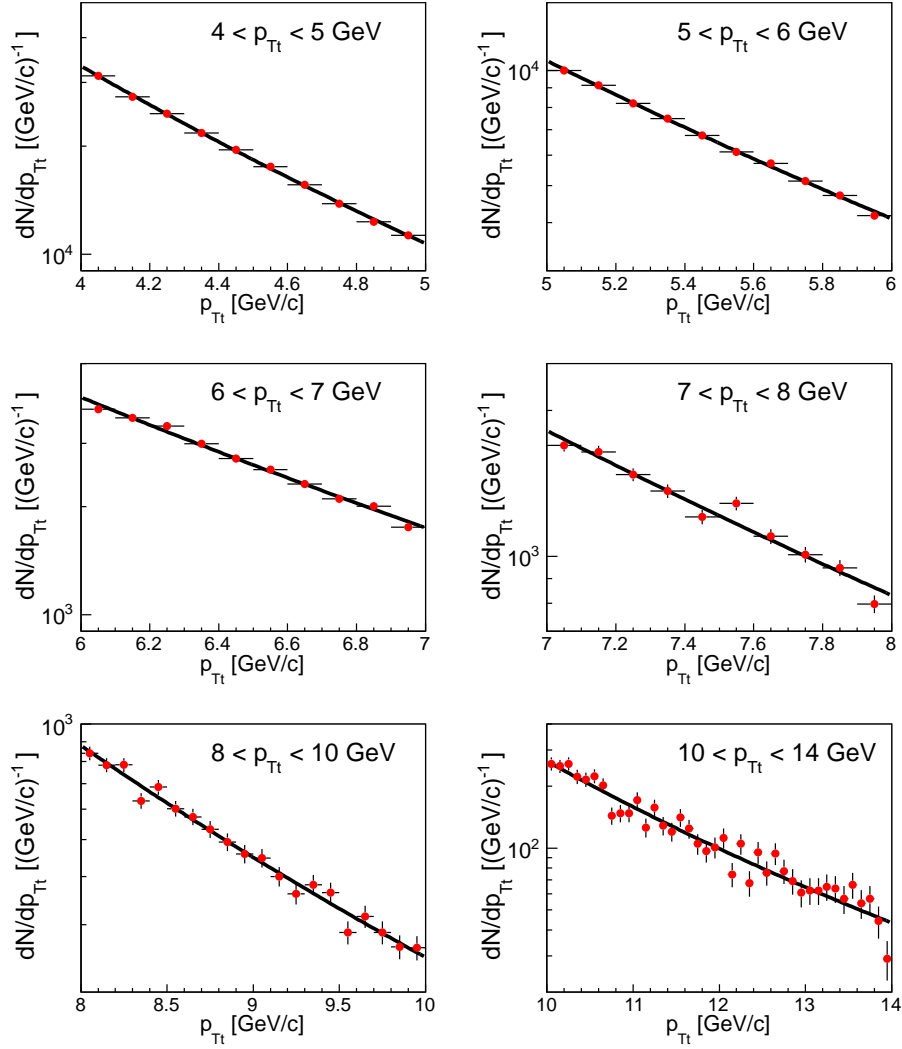 4 < p_Tt < 5 GeV
dN/dp_Tt [(GeV/c)^-1 ]
10^4
4 4.2 4.4 4.6 4.8 5
p_Tt [GeV/c]
5 < p_Tt < 6 GeV
dN/dp_Tt [(GeV/c)^-1 ]
10^4
5 5.2 5.4 5.6 5.8 6
p_Tt [GeV/c]
6 < p_Tt < 7 GeV
dN/dp_Tt [(GeV/c)^-1 ]
10^3
6 6.2 6.4 6.6 6.8 7
p_Tt [GeV/c]
7 < p_Tt < 8 GeV
dN/dp_Tt [(GeV/c)^-1 ]
10^3
7 7.2 7.4 7.6 7.8 8
p_Tt [GeV/c]
8 < p_Tt < 10 GeV
dN/dp_Tt [(GeV/c)^-1 ]
10^3
8 8.5 9 9.5 10
p_Tt [GeV/c]
10 < p_Tt < 14 GeV
dN/dp_Tt [(GeV/c)^-1 ]
10^2
10 11 12 13 14
p_Tt [GeV/c]